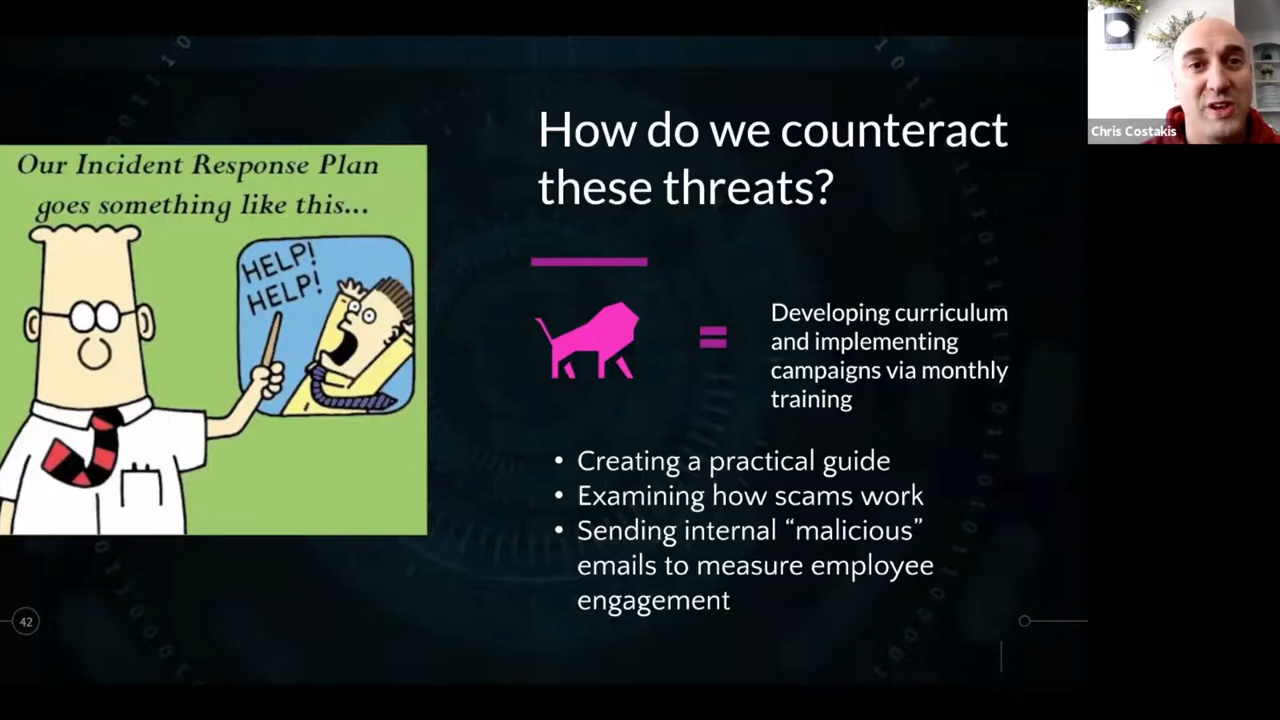 Our Incident Response Plan
goes something like this...
HELP!
HELP!
How do we counteract
these threats?
=
Developing curriculum
and implementing
campaigns via monthly
training
• Creating a practical guide
• Examining how scams work
• Sending internal “malicious”
emails to measure employee
engagement
42
Chris Costakis